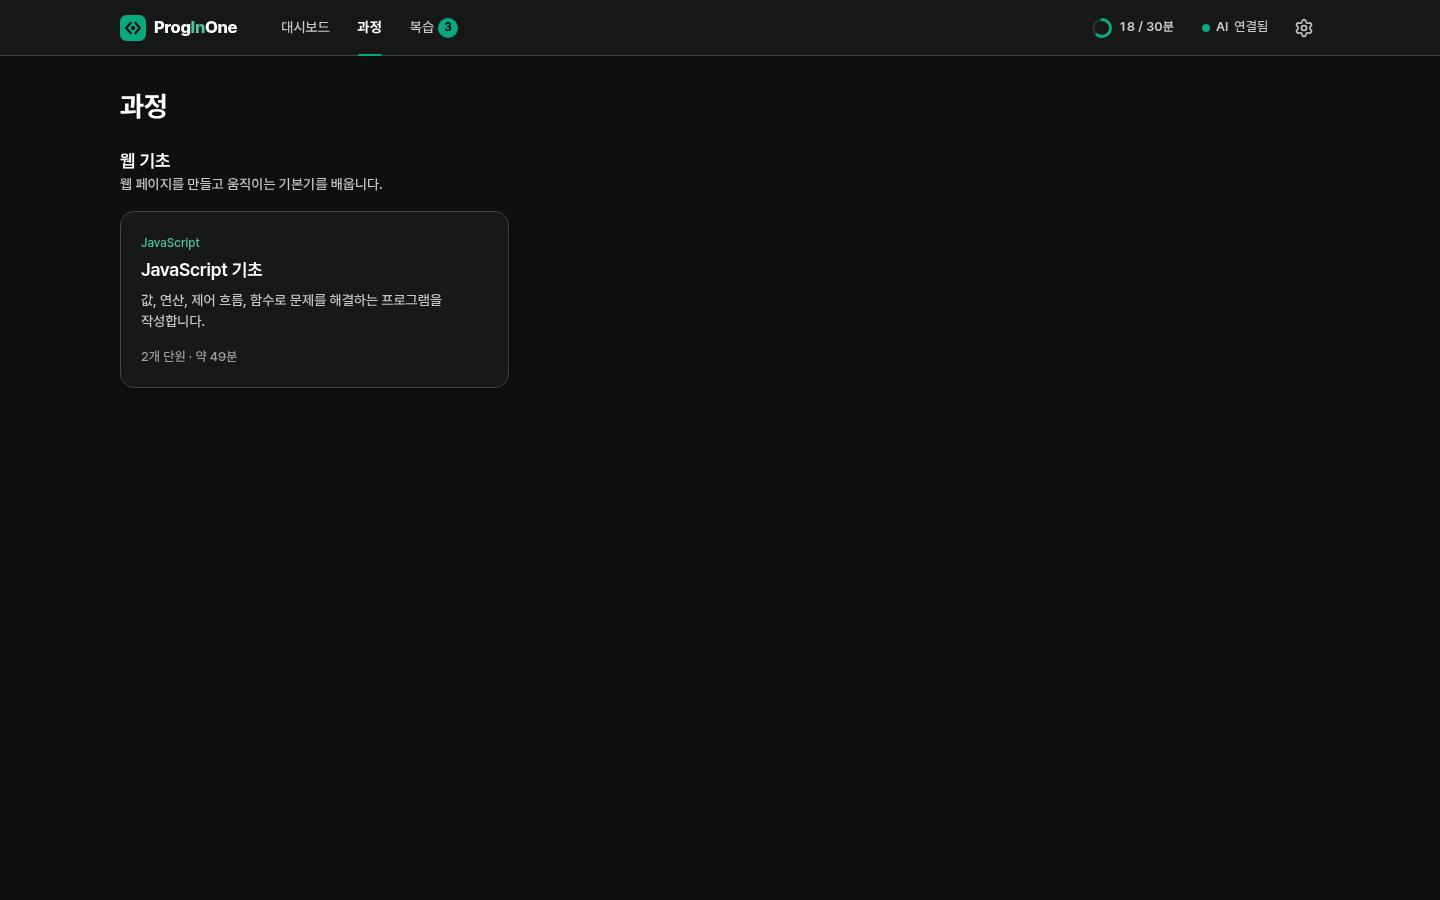 ProgInOne 대시보드 과정 복습 3 18 / 30분 AI 연결됨
과정
웹 기초
웹 페이지를 만들고 움직이는 기본기를 배웁니다.
JavaScript
JavaScript 기초
값, 연산, 제어 흐름, 함수로 문제를 해결하는 프로그램을
작성합니다.
2개 단원 · 약 49분